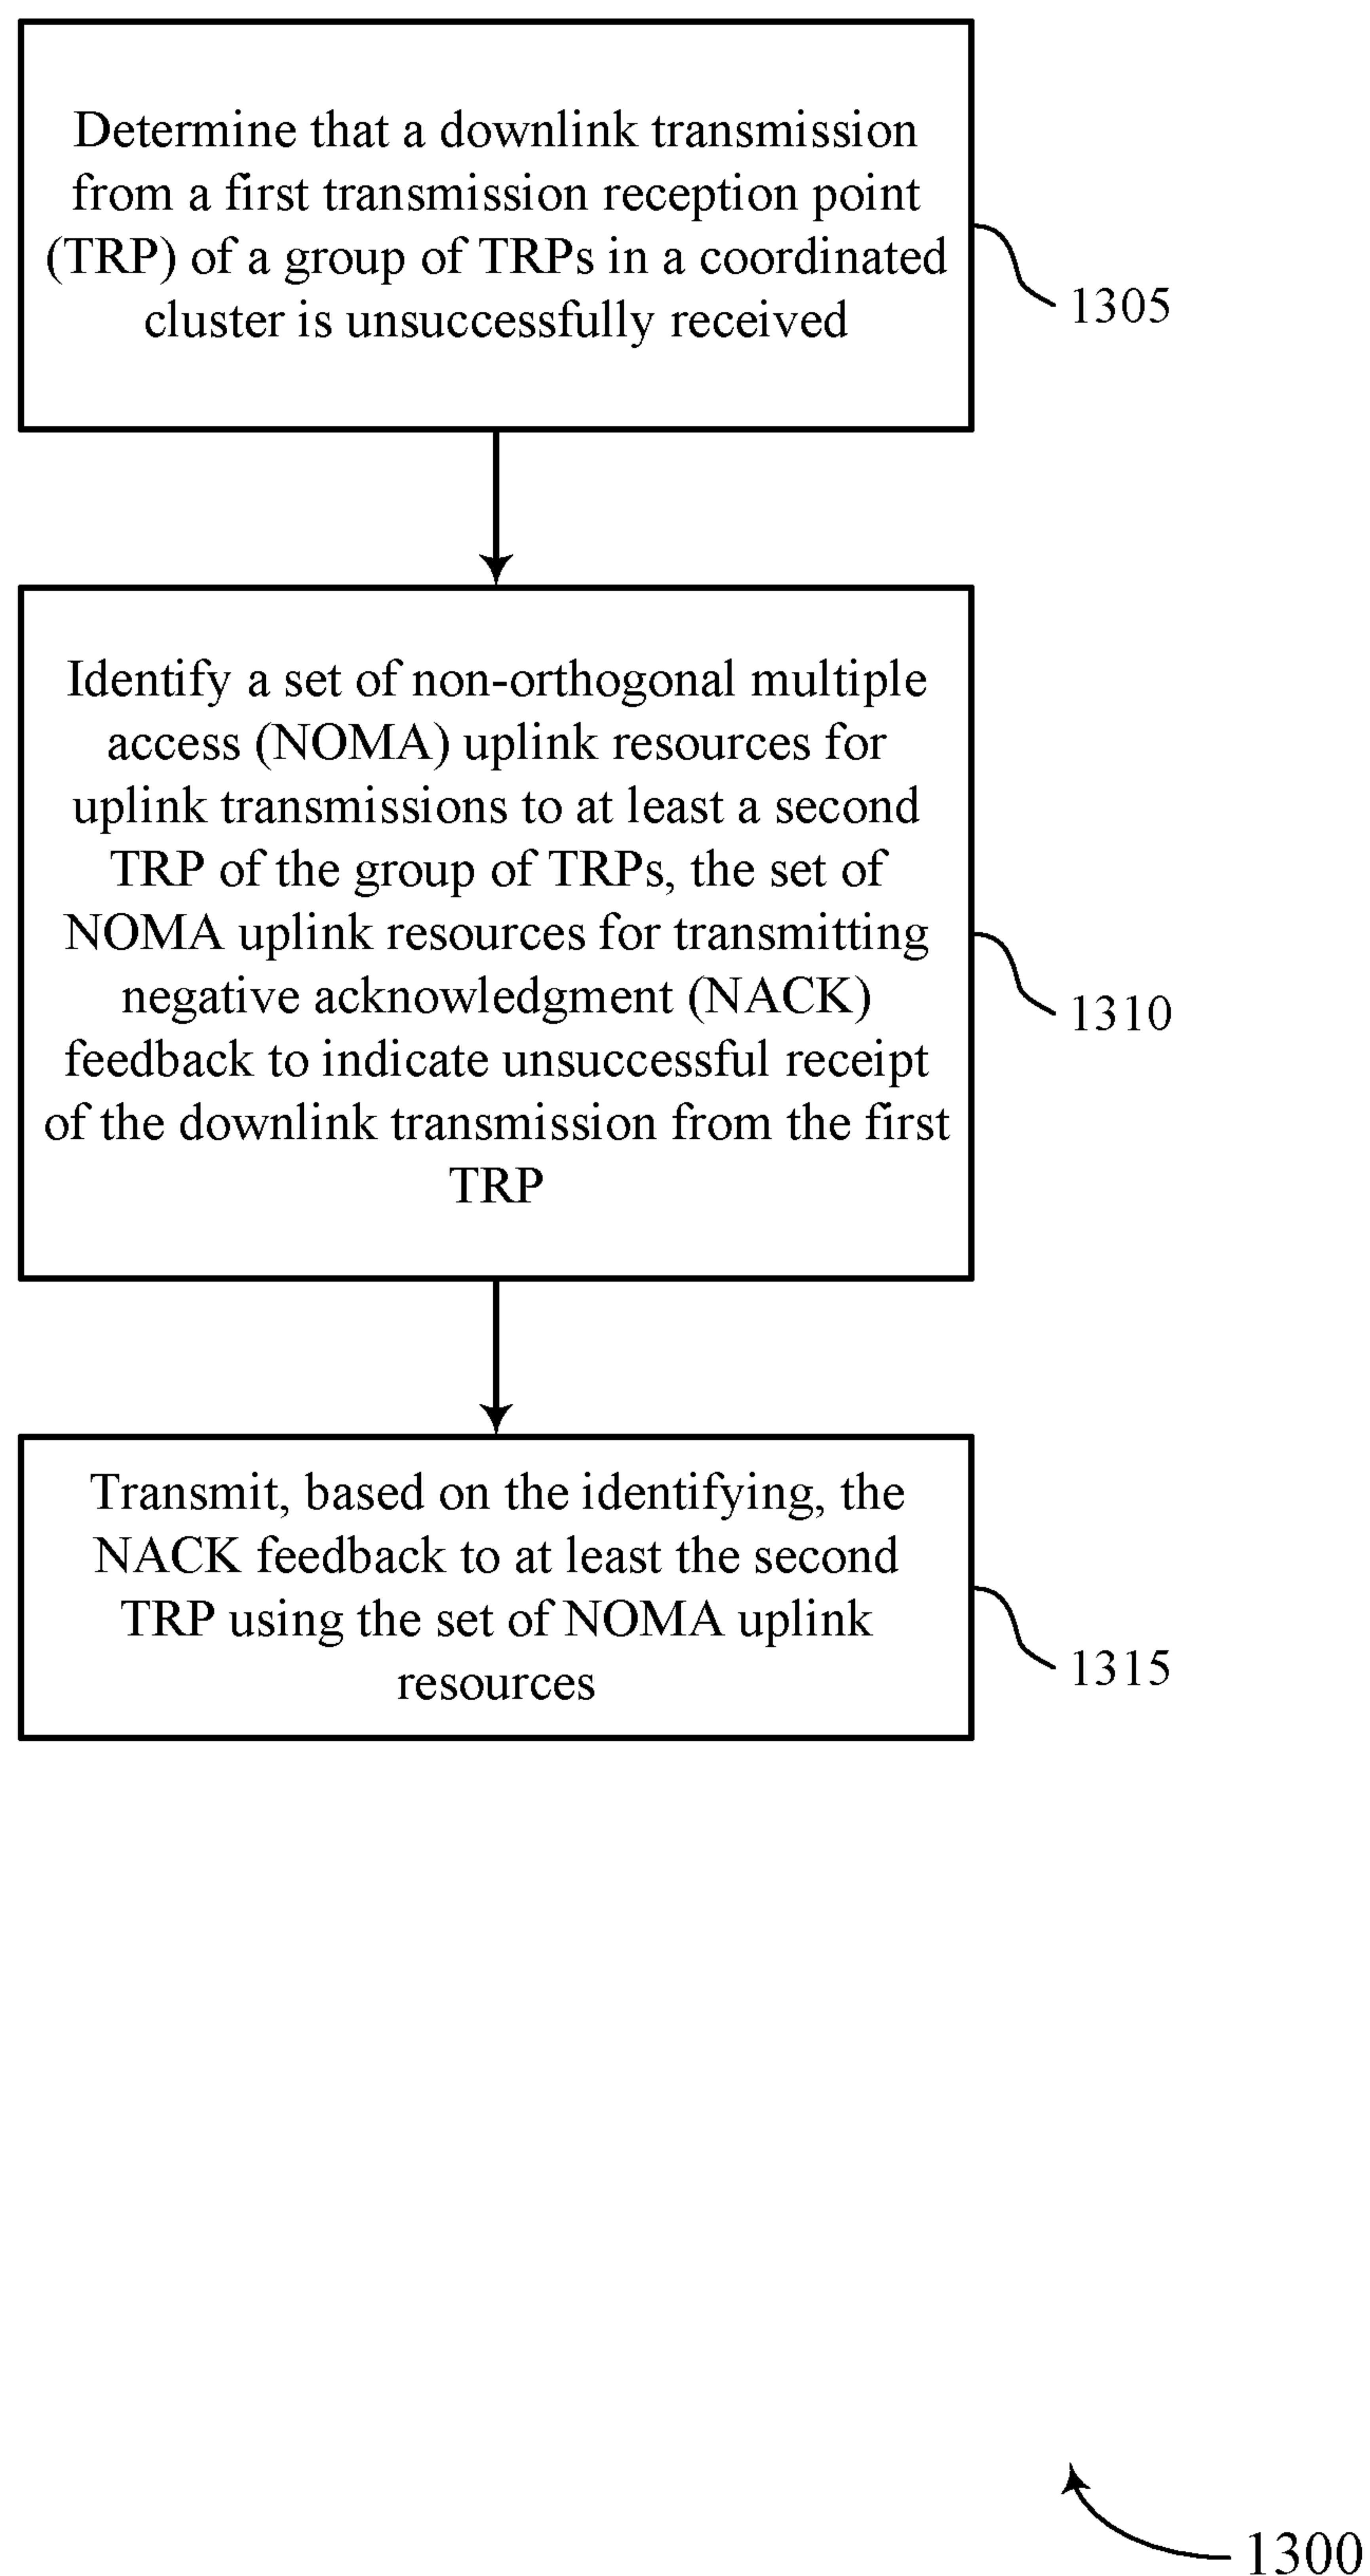 Determine that a downlink transmission
from a first transmission reception point
(TRP) of a group of TRPs in a coordinated
cluster is unsuccessfully received
1305
Identify a set of non-orthogonal multiple
access (NOMA) uplink resources for
uplink transmissions to at least a second
TRP of the group of TRPs, the set of
NOMA uplink resources for transmitting
negative acknowledgment (NACK)
feedback to indicate unsuccessful receipt
of the downlink transmission from the first
TRP
1310
Transmit, based on the identifying, the
NACK feedback to at least the second
TRP using the set of NOMA uplink
resources
1315
1300